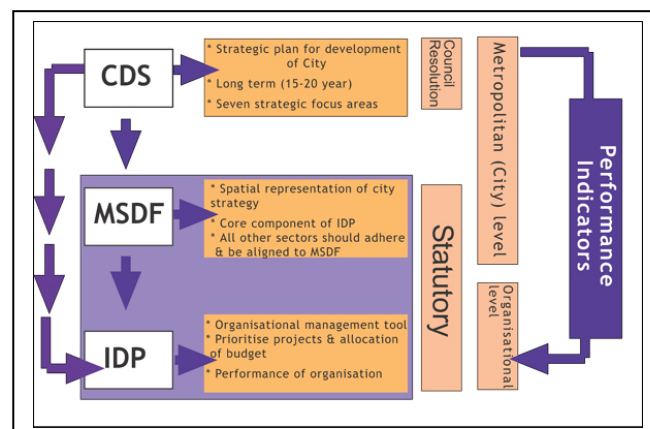 CDS
* Strategic plan for development
of City
* Long term (15-20 year)
* Seven strategic focus areas
Council
Resolution
Metropolitan (City) level
Performance
Indicators
MSDF
* Spatial representation of city
strategy
* Core component of IDP
* All other sectors should adhere
& be aligned to MSDF
Statutory
IDP
* Organisational management tool
* Prioritise projects & allocation
of budget
* Performance of organisation
Organisational
level